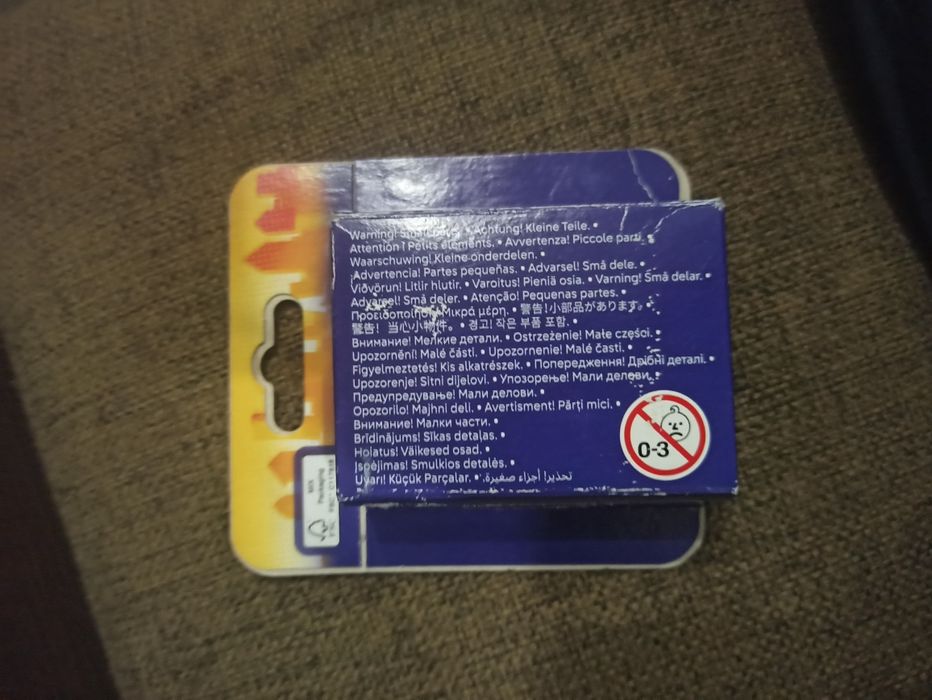 Warning! • Achtung! Kleine Teile. •
Attention! Petits éléments. • Avvertenza! Piccole parti. •
Waarschuwing! Kleine onderdelen. •
Advertencia! Partes pequeñas. • Advarsel! Små dele. •
Viðvörun! Litlir hlutir. • Varoitus! Pieniä osia. • Varning! Små delar. •
Advarsel! Små deler. • Atenção! Pequenas partes. •
Προειδοποίηση! Μικρά μέρη. • 警告!小部品があります。 •
警告! 当心小物件。 • 경고! 작은 부품 포함. •
Внимание! Мелкие детали. • Ostrzeżenie! Małe części. •
Upozornění! Malé části. • Upozornenie! Malé časti. •
Figyelmeztetés! Kis alkatrészek. • Попередження! Дрібні деталі. •
Upozorenje! Sitni dijelovi. • Упозорење! Мали делови. •
Предупредување! Мали делови. •
Opozorilo! Majhni deli. • Avertisment! Părți mici. •
Внимание! Малки части. •
Brīdinājums! Sīkas detaļas. •
Hoiatus! Väikesed osad. •
Įspėjimas! Smulkios detalės. •
Uyarı! Küçük Parçalar. • تحذير! أجزاء صغيرة.
0-3